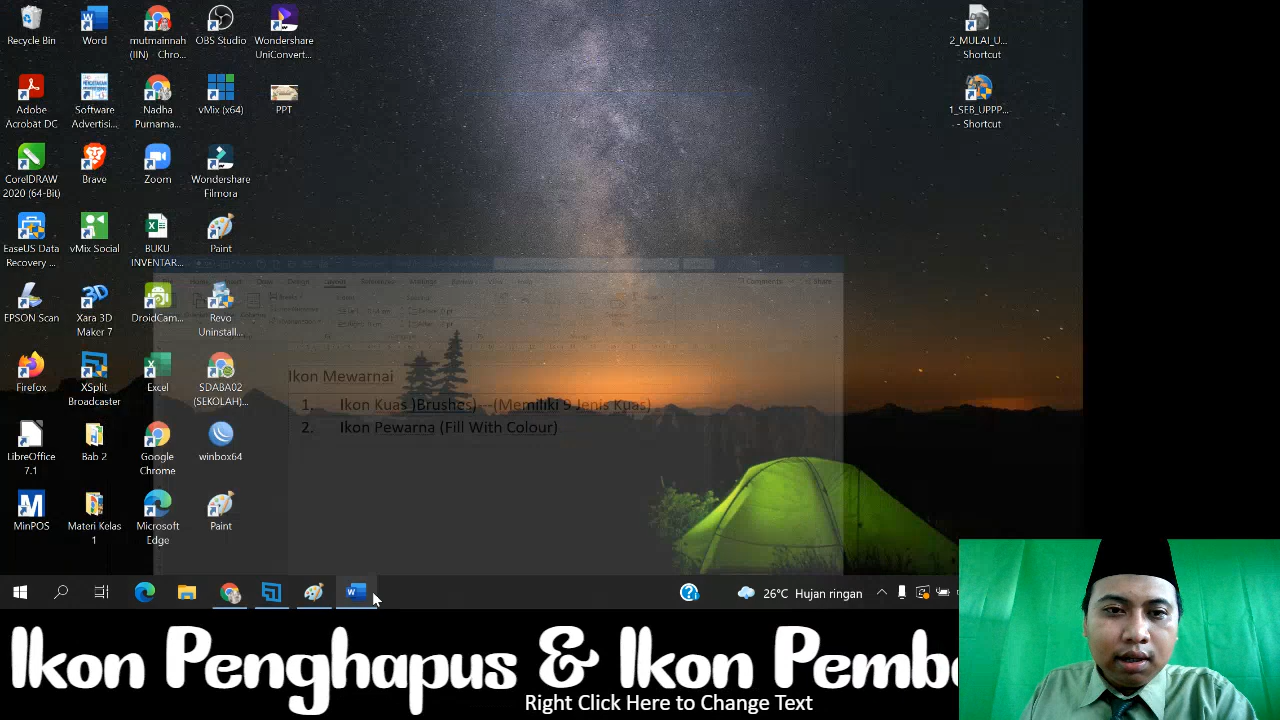 Recycle Bin
Word
mutmainnah
(IIN) - Chro...
OBS Studio
Wondershare
UniConvert...
2_MULAI_U...
- Shortcut
Adobe
Acrobat DC
Software
Advertisi...
Nadha
Purnama...
vMix (x64)
PPT
1_SEB_UPPP...
- Shortcut
CorelDRAW
2020 (64-Bit)
Brave
Zoom
Wondershare
Filmora
EaseUS Data
Recovery ...
vMix Social
BUKU
INVENTAR...
Paint
EPSON Scan
Xara 3D
Maker 7
DroidCam...
Revo
Uninstall...
Comments
Share
Firefox
XSplit
Broadcaster
Excel
SDABA02
(SEKOLAH)...
Ikon Mewarnai
1. Ikon Kuas )Brushes) --(Memiliki 9 Jenis Kuas)
2. Ikon Pewarna (Fill With Colour)
LibreOffice
7.1
Bab 2
Google
Chrome
winbox64
MinPOS
Materi Kelas
1
Microsoft
Edge
Paint
26°C Hujan ringan
Ikon Penghapus & Ikon
Right Click Here to Change Text